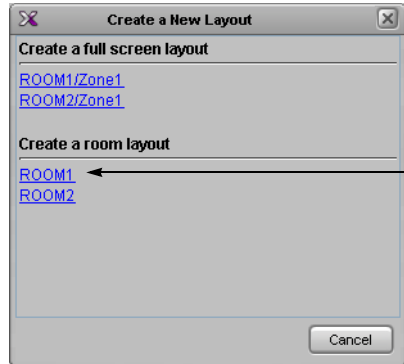 Create a New Layout
Create a full screen layout
ROOM1/Zone1
ROOM2/Zone1
Create a room layout
ROOM1
ROOM2
Cancel